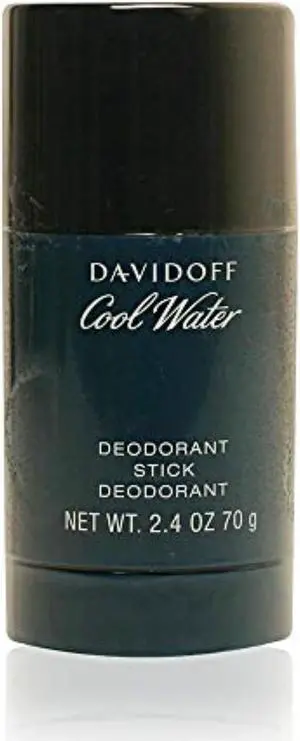 DAVIDOFF
Cool Water
DEODORANT
STICK
DEODORANT
NET WT. 2.4 OZ 70 g